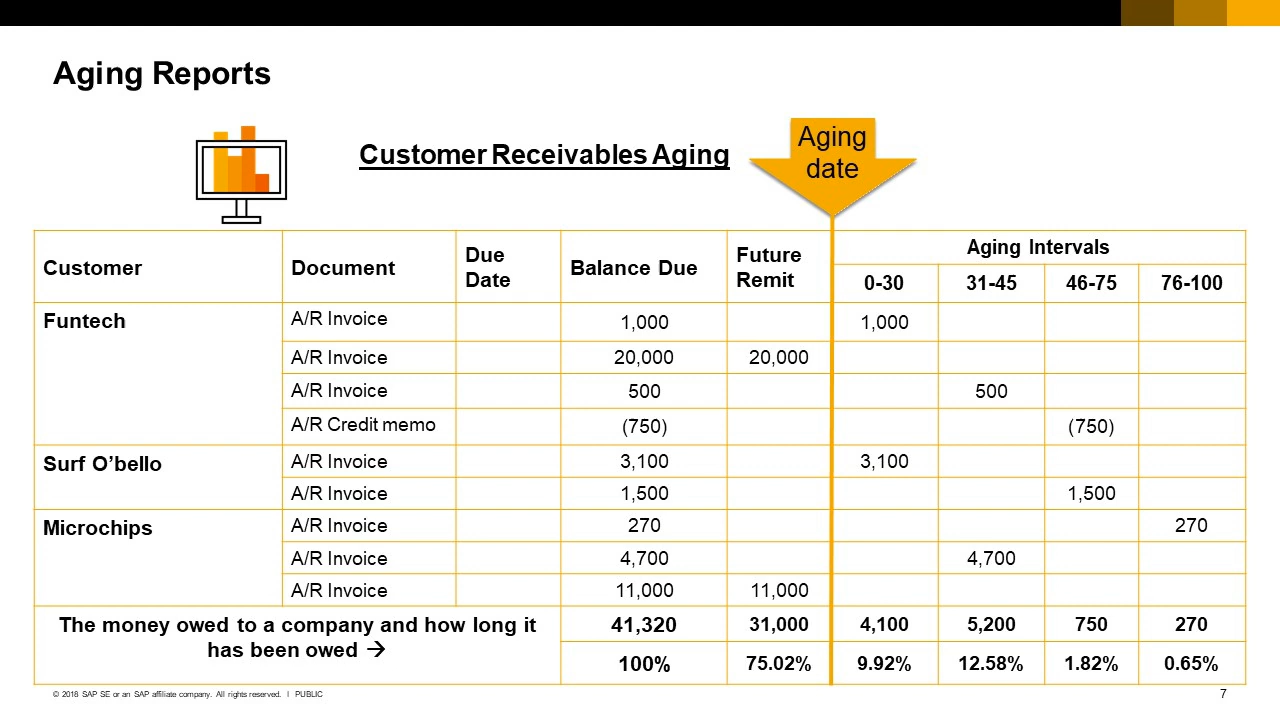 Aging Reports
Customer Receivables Aging
Aging
date
Customer Document Due Date Balance Due Future Remit Aging Intervals
0-30 31-45 46-75 76-100
Funtech A/R Invoice 1,000 1,000
A/R Invoice 20,000 20,000
A/R Invoice 500 500
A/R Credit memo (750) (750)
Surf O’bello A/R Invoice 3,100 3,100
A/R Invoice 1,500 1,500
Microchips A/R Invoice 270 270
A/R Invoice 4,700 4,700
A/R Invoice 11,000 11,000
The money owed to a company and how long it
has been owed →
41,320 31,000 4,100 5,200 750 270
100% 75.02% 9.92% 12.58% 1.82% 0.65%
© 2018 SAP SE or an SAP affiliate company. All rights reserved. I PUBLIC 7